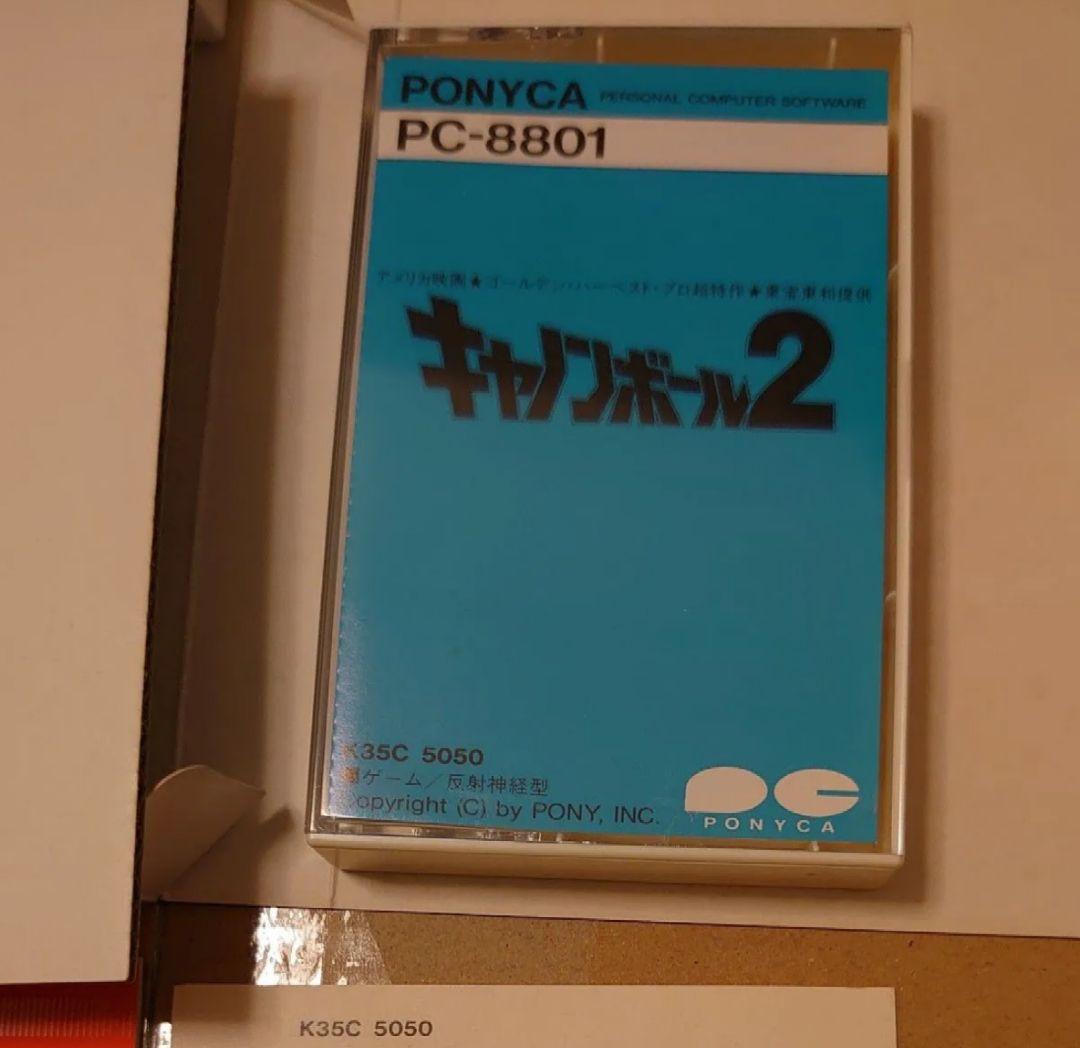 PONYCA PERSONAL COMPUTER SOFTWARE
PC-8801
アメリカ映画★ゴールデン・ハーベスト・プロ超特作★東宝東和提供
キャノンボール2
K35C 5050
ゲーム/反射神経型
Copyright (C) by PONY, INC.
PC
PONYCA
K35C 5050